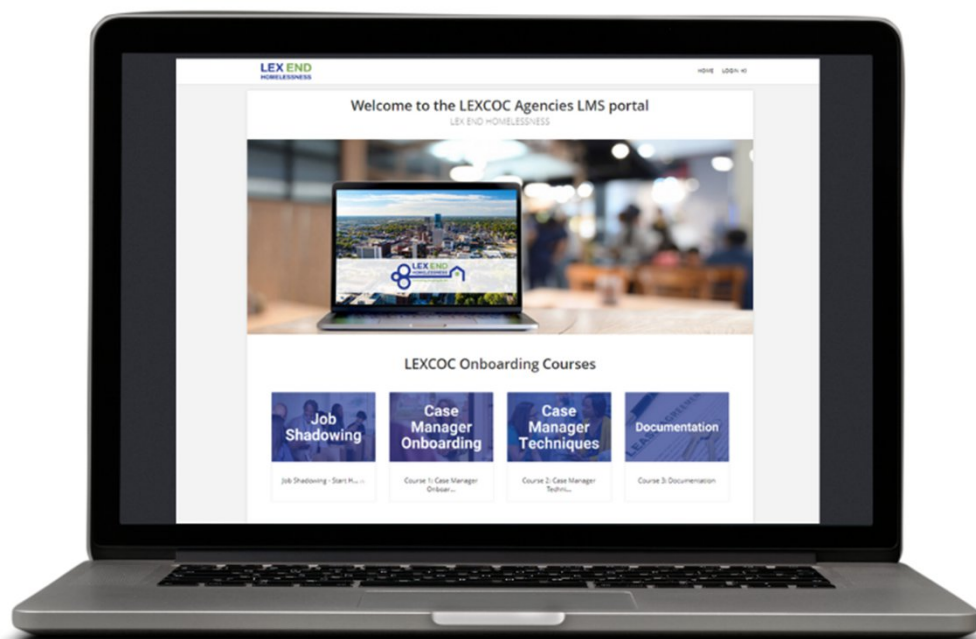 LEX END
HOMELESSNESS
HOME LOGIN
Welcome to the LEXCOC Agencies LMS portal
LEX END HOMELESSNESS
LEX END
HOMELESSNESS
LEXCOC Onboarding Courses
Job
Shadowing
Case
Manager
Onboarding
Case
Manager
Techniques
LEASE AGREEMENT
Documentation
Job Shadowing - Start H...
Course 1: Case Manager
Onboar...
Course 2: Case Manager
Techni...
Course 3: Documentation